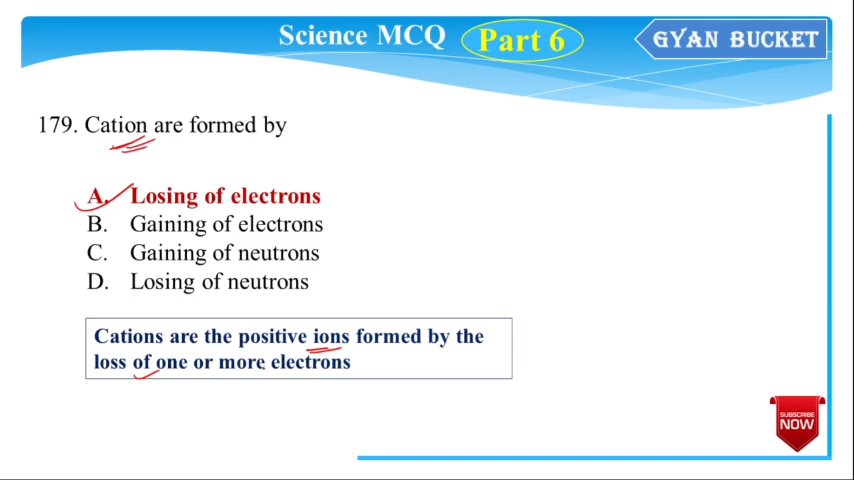 Science MCQ Part 6
GYAN BUCKET
179. Cation are formed by
A. Losing of electrons
B. Gaining of electrons
C. Gaining of neutrons
D. Losing of neutrons
Cations are the positive ions formed by the
loss of one or more electrons
SUBSCRIBE
NOW